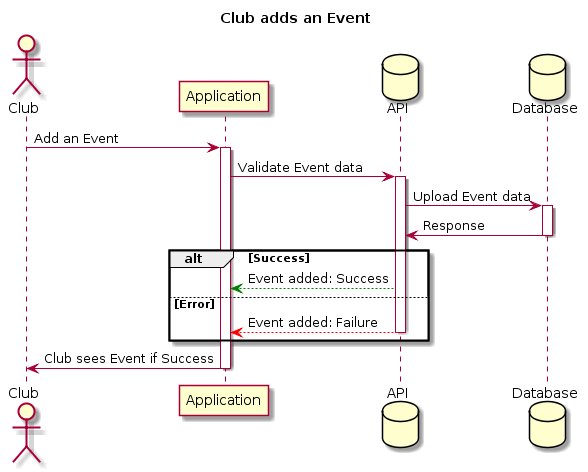 Club adds an Event
Club
Application
API
Database
Add an Event
Validate Event data
Upload Event data
Response
alt
[Success]
Event added: Success
[Error]
Event added: Failure
Club sees Event if Success
Club
Application
API
Database